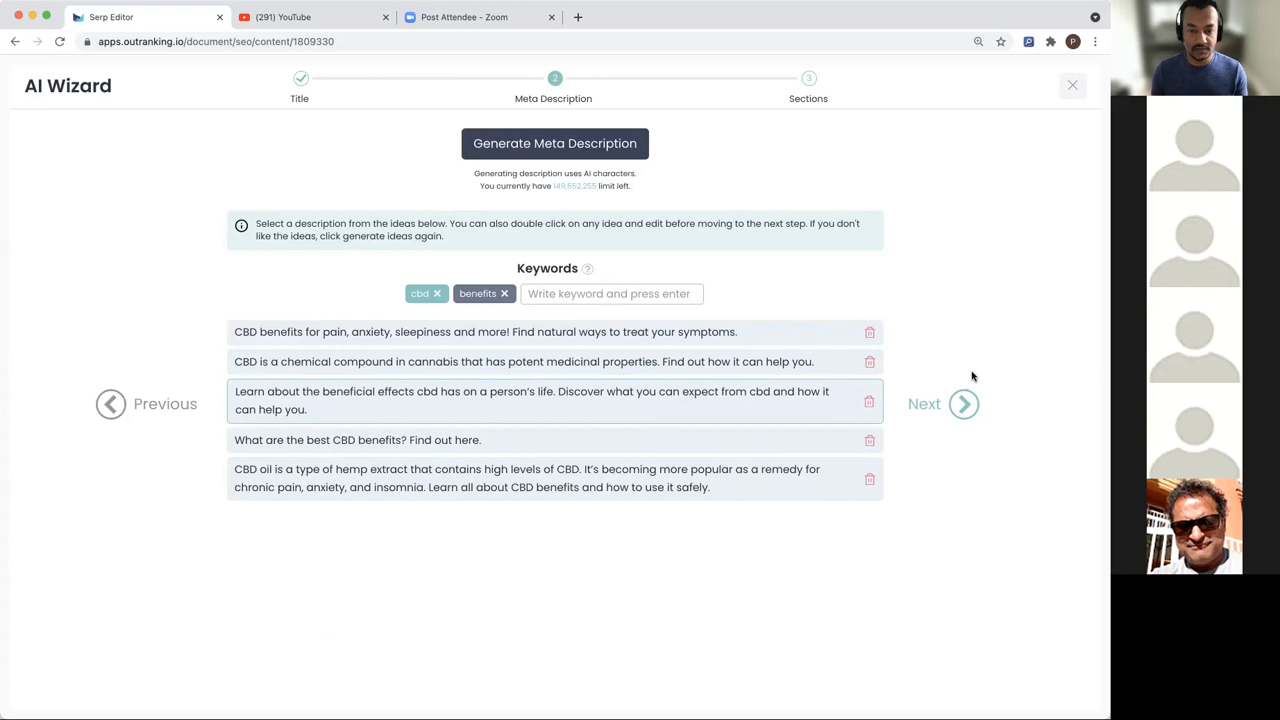 Serp Editor
(291) YouTube
Post Attendee - Zoom
apps.outranking.io/document/seo/content/1809330
P
AI Wizard
2
3
Title
Meta Description
Sections
Generate Meta Description
Generating description uses AI characters.
You currently have 149,652,255 limit left.
Select a description from the ideas below. You can also double click on any idea and edit before moving to the next step. If you don't
like the ideas, click generate ideas again.
Keywords ?
cbd
benefits
Write keyword and press enter
CBD benefits for pain, anxiety, sleepiness and more! Find natural ways to treat your symptoms.
CBD is a chemical compound in cannabis that has potent medicinal properties. Find out how it can help you.
Learn about the beneficial effects cbd has on a person's life. Discover what you can expect from cbd and how it
can help you.
Previous
Next
What are the best CBD benefits? Find out here.
CBD oil is a type of hemp extract that contains high levels of CBD. It's becoming more popular as a remedy for
chronic pain, anxiety, and insomnia. Learn all about CBD benefits and how to use it safely.